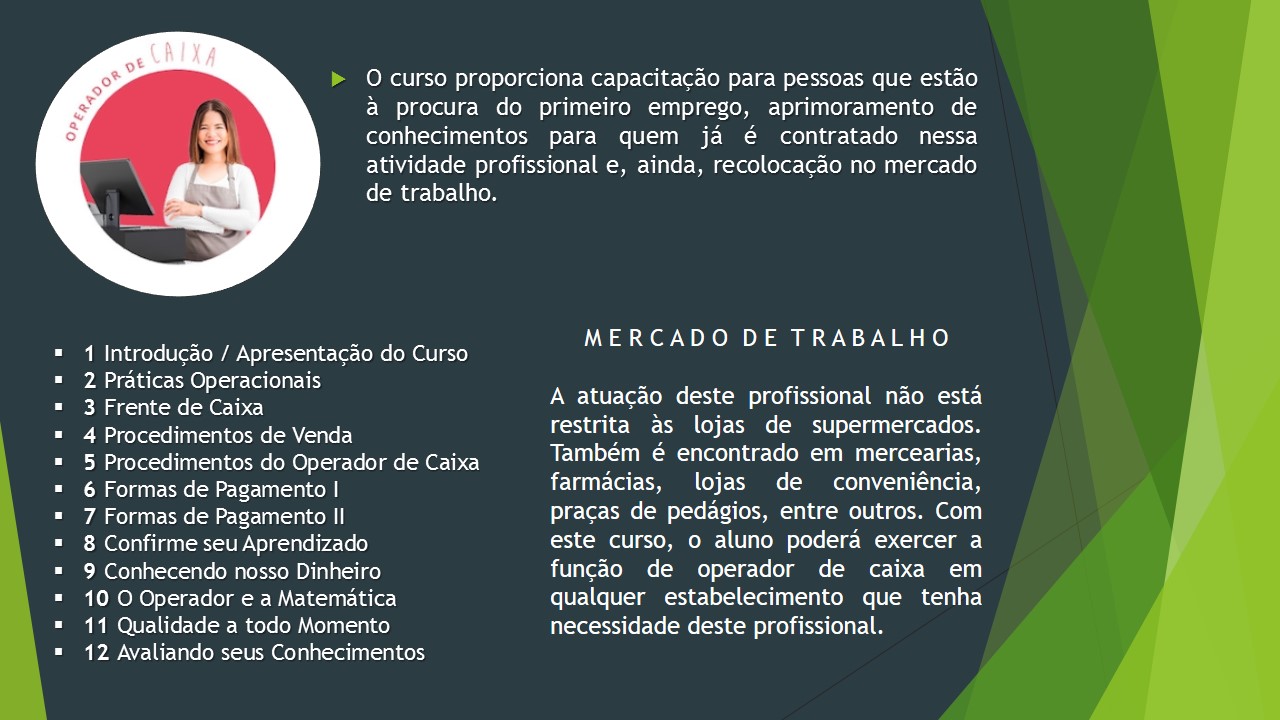 OPERADOR DE CAIXA
O curso proporciona capacitação para pessoas que estão
à procura do primeiro emprego, aprimoramento de
conhecimentos para quem já é contratado nessa
atividade profissional e, ainda, recolocação no mercado
de trabalho.
1 Introdução / Apresentação do Curso
2 Práticas Operacionais
3 Frente de Caixa
4 Procedimentos de Venda
5 Procedimentos do Operador de Caixa
6 Formas de Pagamento I
7 Formas de Pagamento II
8 Confirme seu Aprendizado
9 Conhecendo nosso Dinheiro
10 O Operador e a Matemática
11 Qualidade a todo Momento
12 Avaliando seus Conhecimentos
MERCADO DE TRABALHO
A atuação deste profissional não está
restrita às lojas de supermercados.
Também é encontrado em mercearias,
farmácias, lojas de conveniência,
praças de pedágios, entre outros. Com
este curso, o aluno poderá exercer a
função de operador de caixa em
qualquer estabelecimento que tenha
necessidade deste profissional.